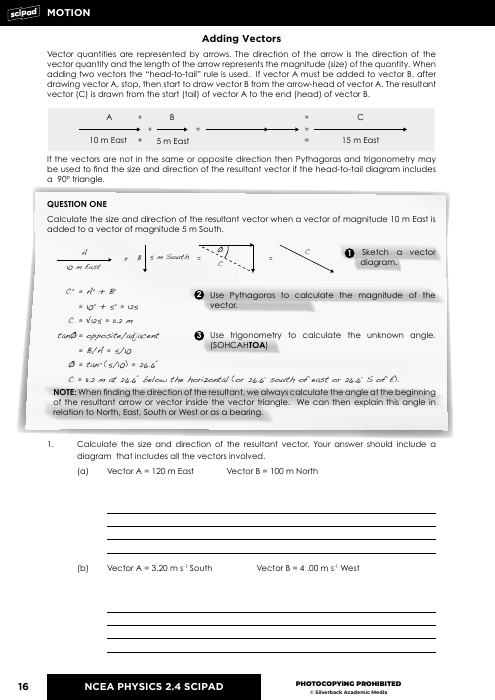 scipad MOTION
Adding Vectors
Vector quantities are represented by arrows. The direction of the arrow is the direction of the
vector quantity and the length of the arrow represents the magnitude (size) of the quantity. When
adding two vectors the “head-to-tail” rule is used. If vector A must be added to vector B, after
drawing vector A, stop, then start to draw vector B from the arrow-head of vector A. The resultant
vector (C) is drawn from the start (tail) of vector A to the end (head) of vector B.
A + B = C
+ = =
10 m East + 5 m East = 15 m East
If the vectors are not in the same or opposite direction then Pythagoras and trigonometry may
be used to find the size and direction of the resultant vector if the head-to-tail diagram includes
a 90° triangle.
QUESTION ONE
Calculate the size and direction of the resultant vector when a vector of magnitude 10 m East is
added to a vector of magnitude 5 m South.
A + B 5 m South = Ø C = C
10 m East
1 Sketch a vector
diagram.
C² = A² + B²
= 10² + 5² = 125
C = √125 = 11.2 m
2 Use Pythagoras to calculate the magnitude of the
vector.
tanØ = opposite/adjacent
= B/A = 5/10
Ø = tan⁻¹(5/10) = 26.6°
3 Use trigonometry to calculate the unknown angle.
(SOHCAHTOA)
C = 11.2 m at 26.6° below the horizontal (or 26.6° south of east or 26.6° S of E).
NOTE: When finding the direction of the resultant, we always calculate the angle at the beginning
of the resultant arrow or vector inside the vector triangle. We can then explain this angle in
relation to North, East, South or West or as a bearing.
1. Calculate the size and direction of the resultant vector. Your answer should include a
diagram that includes all the vectors involved.
(a) Vector A = 120 m East Vector B = 100 m North
(b) Vector A = 3.20 m s⁻¹ South Vector B = 4 .00 m s⁻¹ West
16 NCEA PHYSICS 2.4 SCIPAD PHOTOCOPYING PROHIBITED
© Silverback Academic Media